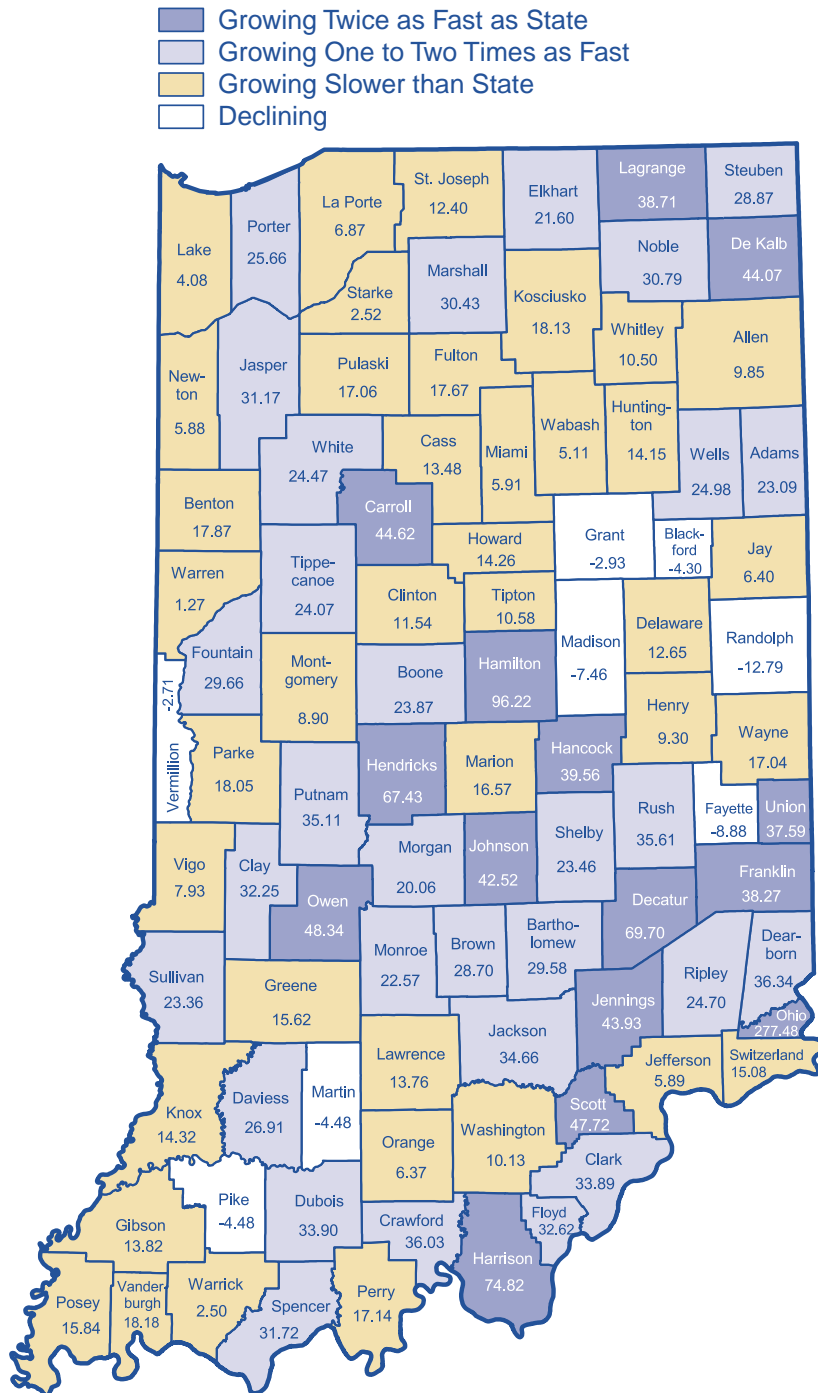 Growing Twice as Fast as State
Growing One to Two Times as Fast
Growing Slower than State
Declining
Lake
4.08
Porter
25.66
La Porte
6.87
St. Joseph
12.40
Elkhart
21.60
Lagrange
38.71
Steuben
28.87
Noble
30.79
De Kalb
44.07
Starke
2.52
Marshall
30.43
Kosciusko
18.13
Whitley
10.50
Allen
9.85
New-
ton
5.88
Jasper
31.17
Pulaski
17.06
Fulton
17.67
White
24.47
Cass
13.48
Miami
5.91
Wabash
5.11
Hunting-
ton
14.15
Wells
24.98
Adams
23.09
Benton
17.87
Carroll
44.62
Howard
14.26
Grant
-2.93
Black-
ford
-4.30
Jay
6.40
Warren
1.27
Tippe-
canoe
24.07
Clinton
11.54
Tipton
10.58
Madison
-7.46
Delaware
12.65
Randolph
-12.79
Fountain
29.66
Mont-
gomery
8.90
Boone
23.87
Hamilton
96.22
Henry
9.30
Wayne
17.04
Vermillion
-2.71
Parke
18.05
Putnam
35.11
Hendricks
67.43
Marion
16.57
Hancock
39.56
Shelby
23.46
Rush
35.61
Fayette
-8.88
Union
37.59
Vigo
7.93
Clay
32.25
Owen
48.34
Morgan
20.06
Johnson
42.52
Decatur
69.70
Franklin
38.27
Sullivan
23.36
Greene
15.62
Monroe
22.57
Brown
28.70
Bartho-
lomew
29.58
Jennings
43.93
Ripley
24.70
Dear-
born
36.34
Ohio
277.48
Jackson
34.66
Lawrence
13.76
Jefferson
5.89
Switzerland
15.08
Knox
14.32
Daviess
26.91
Martin
-4.48
Orange
6.37
Washington
10.13
Scott
47.72
Clark
33.89
Gibson
13.82
Pike
-4.48
Dubois
33.90
Crawford
36.03
Harrison
74.82
Floyd
32.62
Posey
15.84
Vander-
burgh
18.18
Warrick
2.50
Spencer
31.72
Perry
17.14